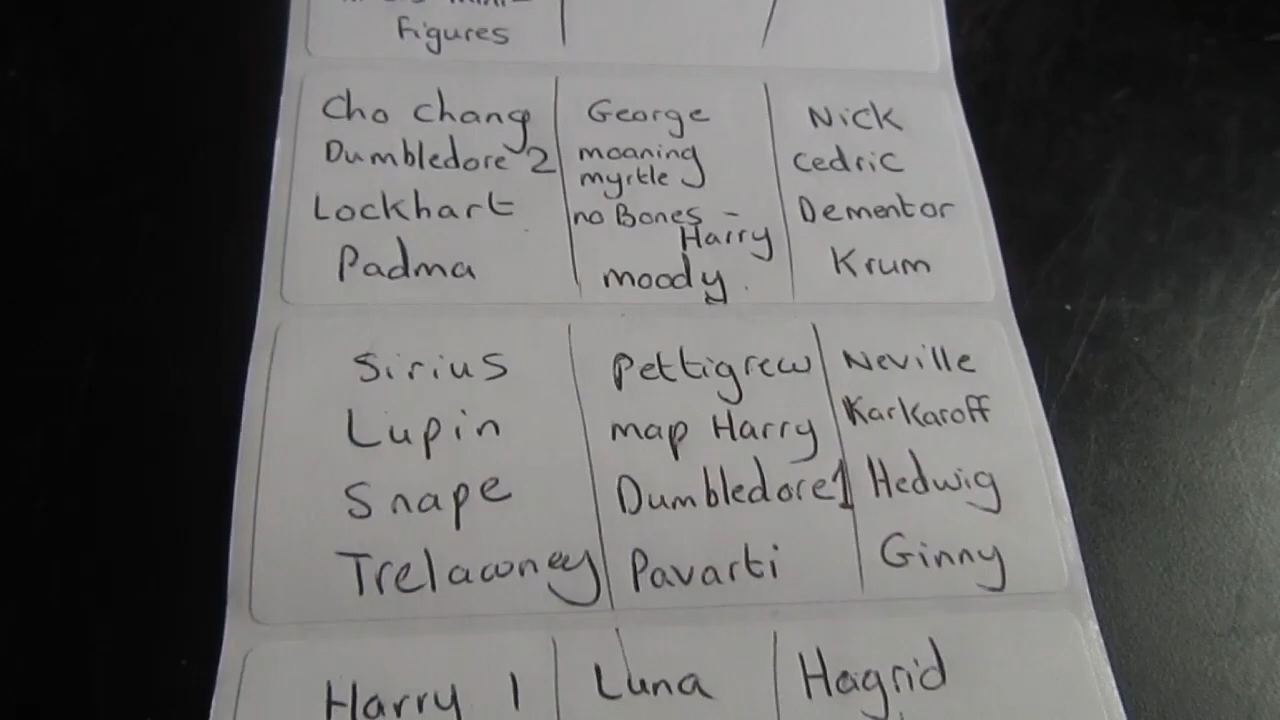 figures
Cho Chang
Dumbledore 2
Lockhart
Padma
George
moaning
myrtle
no Bones -
Harry
moody.
Nick
Cedric
Dementor
Krum
Sirius
Lupin
Snape
Trelawney
Pettigrew
map Harry
Dumbledore 1
Pavarti
Neville
Karkaroff
Hedwig
Ginny
Harry 1
Luna
Hagrid